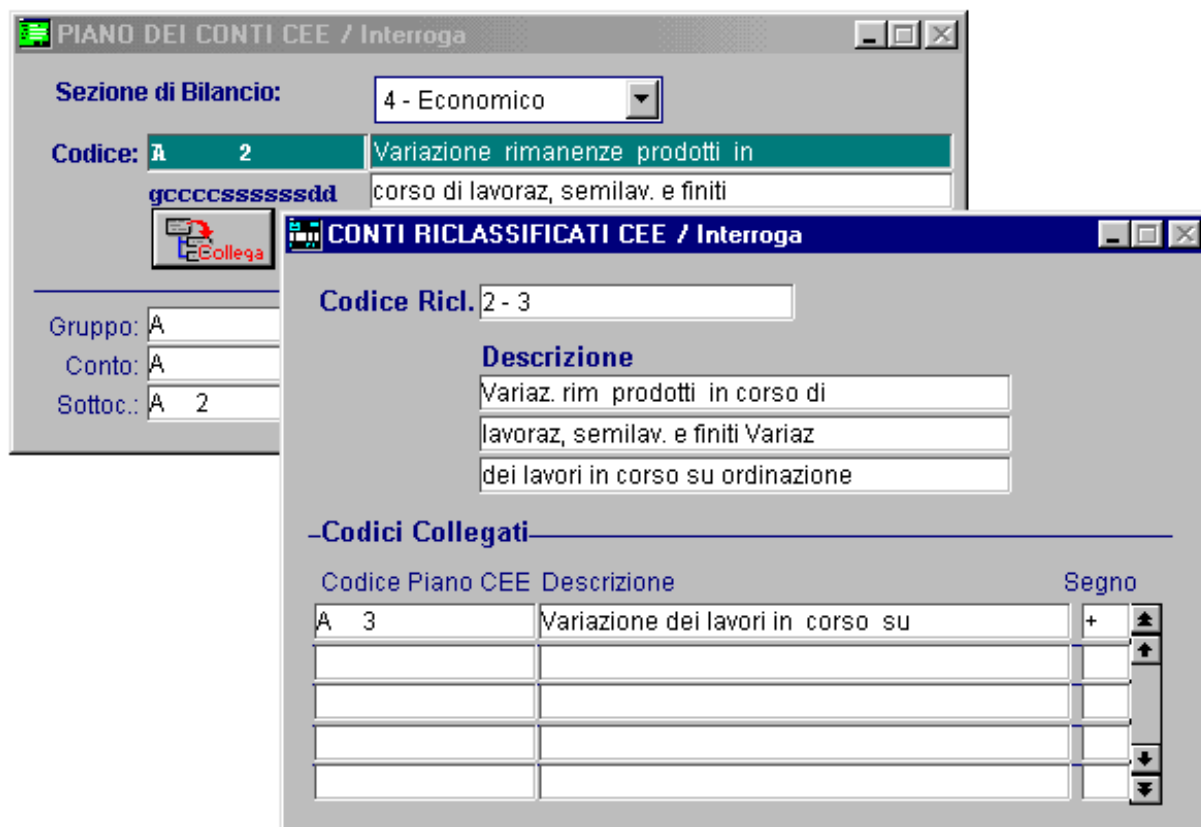 PIANO DEI CONTI CEE / Interroga
Sezione di Bilancio: 4 - Economico
Codice: A 2 Variazione rimanenze prodotti in
gccccssssssdd corso di lavoraz, semilav. e finiti
Collega
Gruppo: A
Conto: A
Sottoc.: A 2
CONTI RICLASSIFICATI CEE / Interroga
Codice Ricl. 2 - 3
Descrizione
Variaz. rim prodotti in corso di
lavoraz, semilav. e finiti Variaz
dei lavori in corso su ordinazione
Codici Collegati
Codice Piano CEE Descrizione Segno
A 3 Variazione dei lavori in corso su +